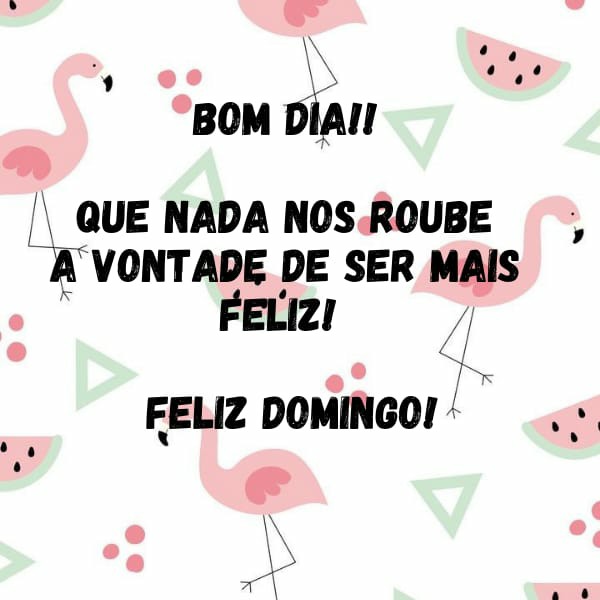 BOM DIA!!
QUE NADA NOS ROUBE
A VONTADE DE SER MAIS
FELIZ!
FELIZ DOMINGO!